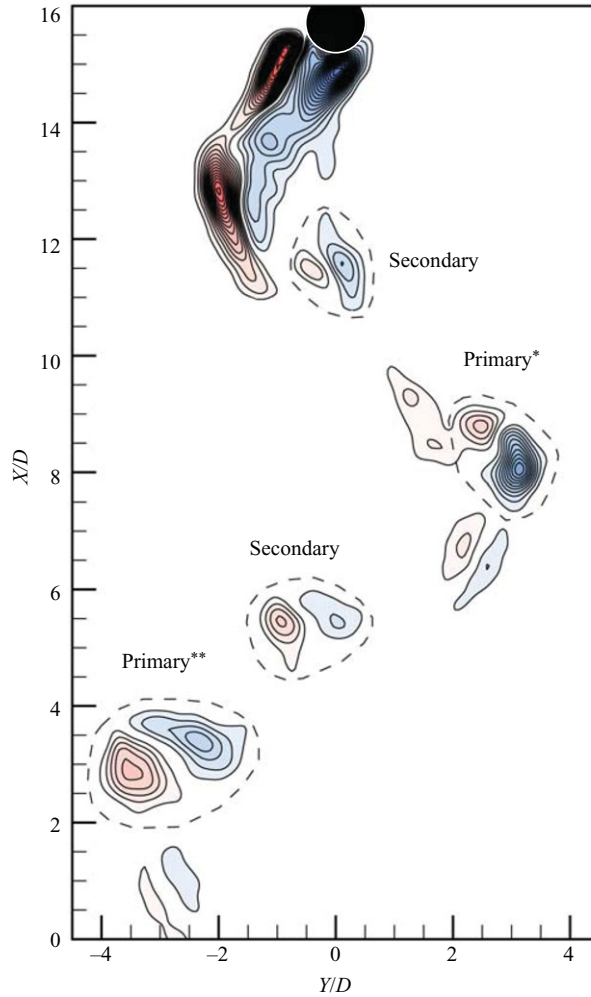 16
14
12
10
8
6
4
2
0
X/D
Secondary
Primary*
Secondary
Primary**
–4
–2
0
2
4
Y/D